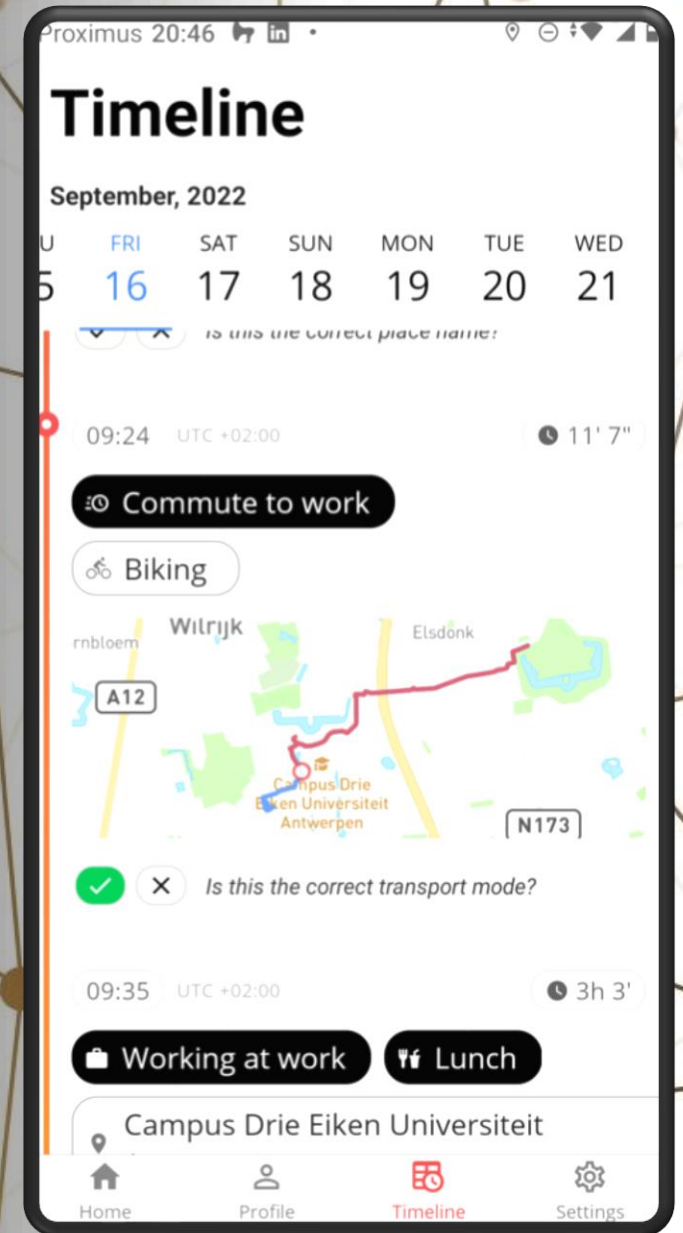 Proximus 20:46
Timeline
September, 2022
U FRI SAT SUN MON TUE WED
5 16 17 18 19 20 21
Is this the correct place name?
09:24 UTC +02:00 11' 7"
Commute to work
Biking
Wilrijk
Elsdonk
rnbloem
A12
Campus Drie
Eiken Universiteit
Antwerpen
N173
Is this the correct transport mode?
09:35 UTC +02:00 3h 3'
Working at work Lunch
Campus Drie Eiken Universiteit
Home Profile Timeline Settings